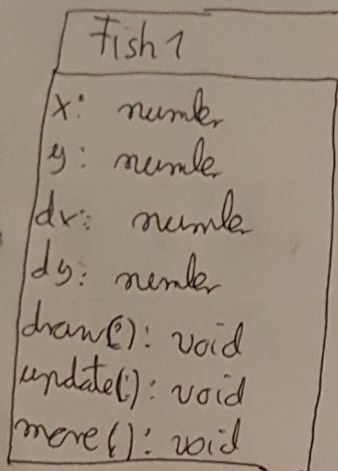 Fish1
x: number
y: number
dx: number
dy: number
draw(): void
update(): void
move(): void